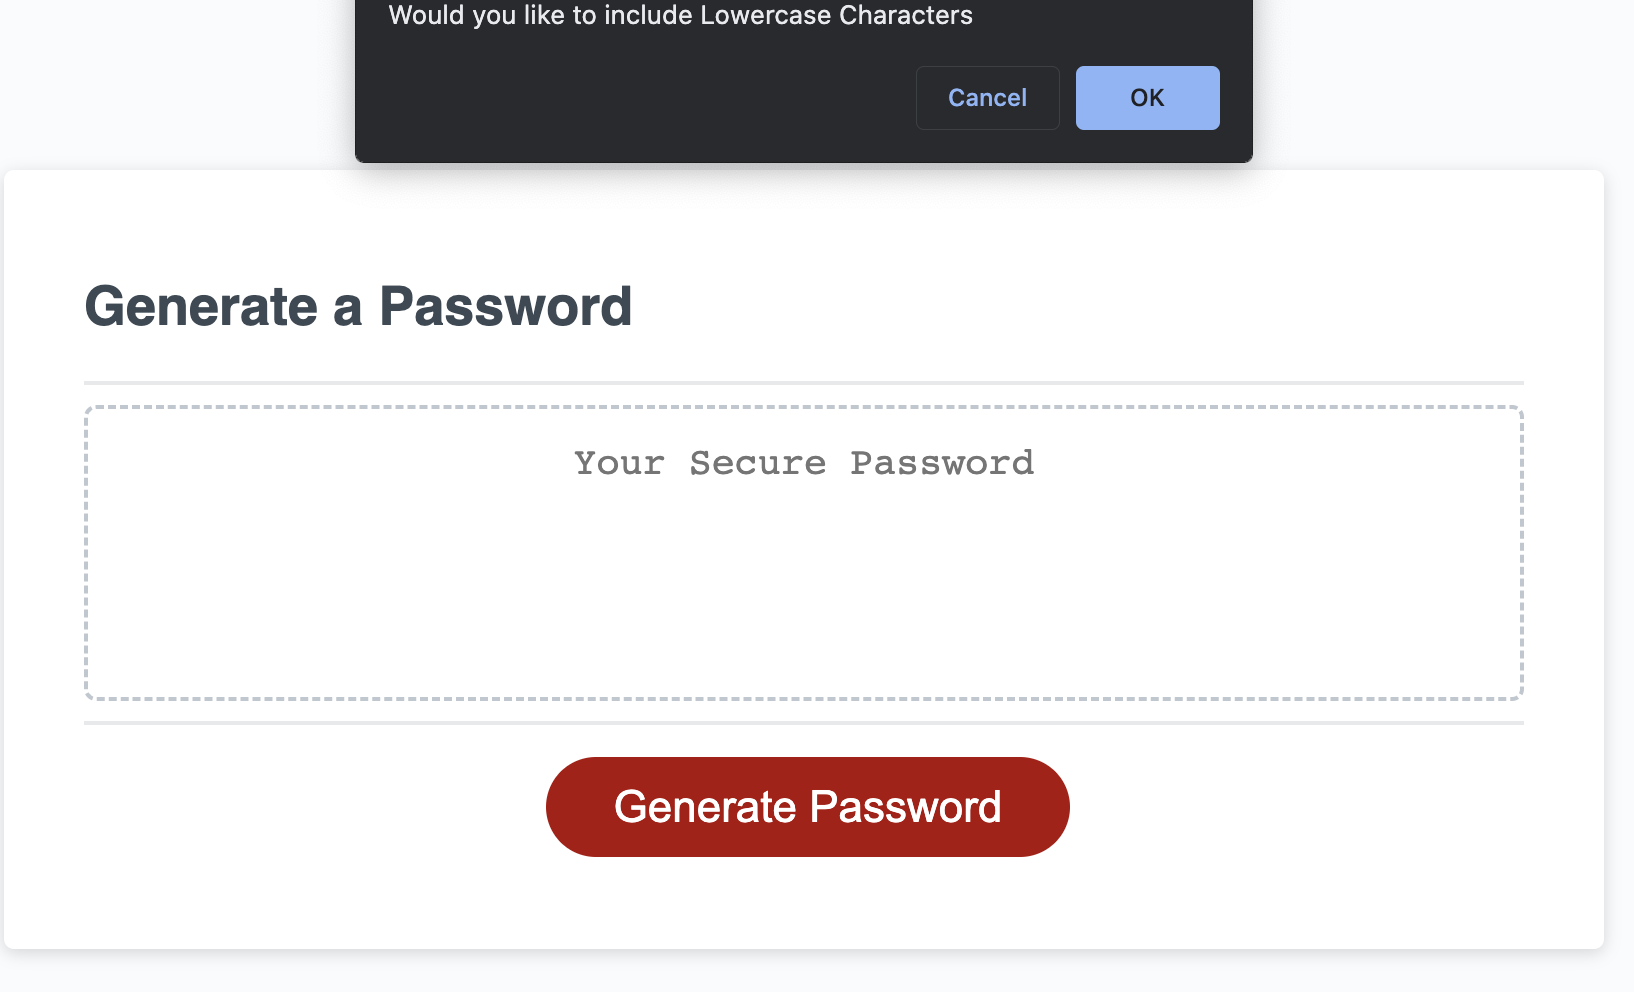 Would you like to include Lowercase Characters
Cancel
OK
Generate a Password
Your Secure Password
Generate Password